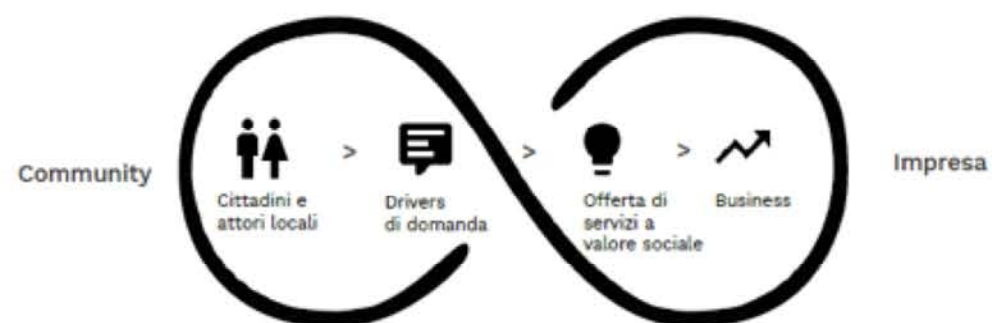 Community
>
>
>
Cittadini e
attori locali
Drivers
di domanda
Offerta di
servizi a
valore sociale
Business
Impresa